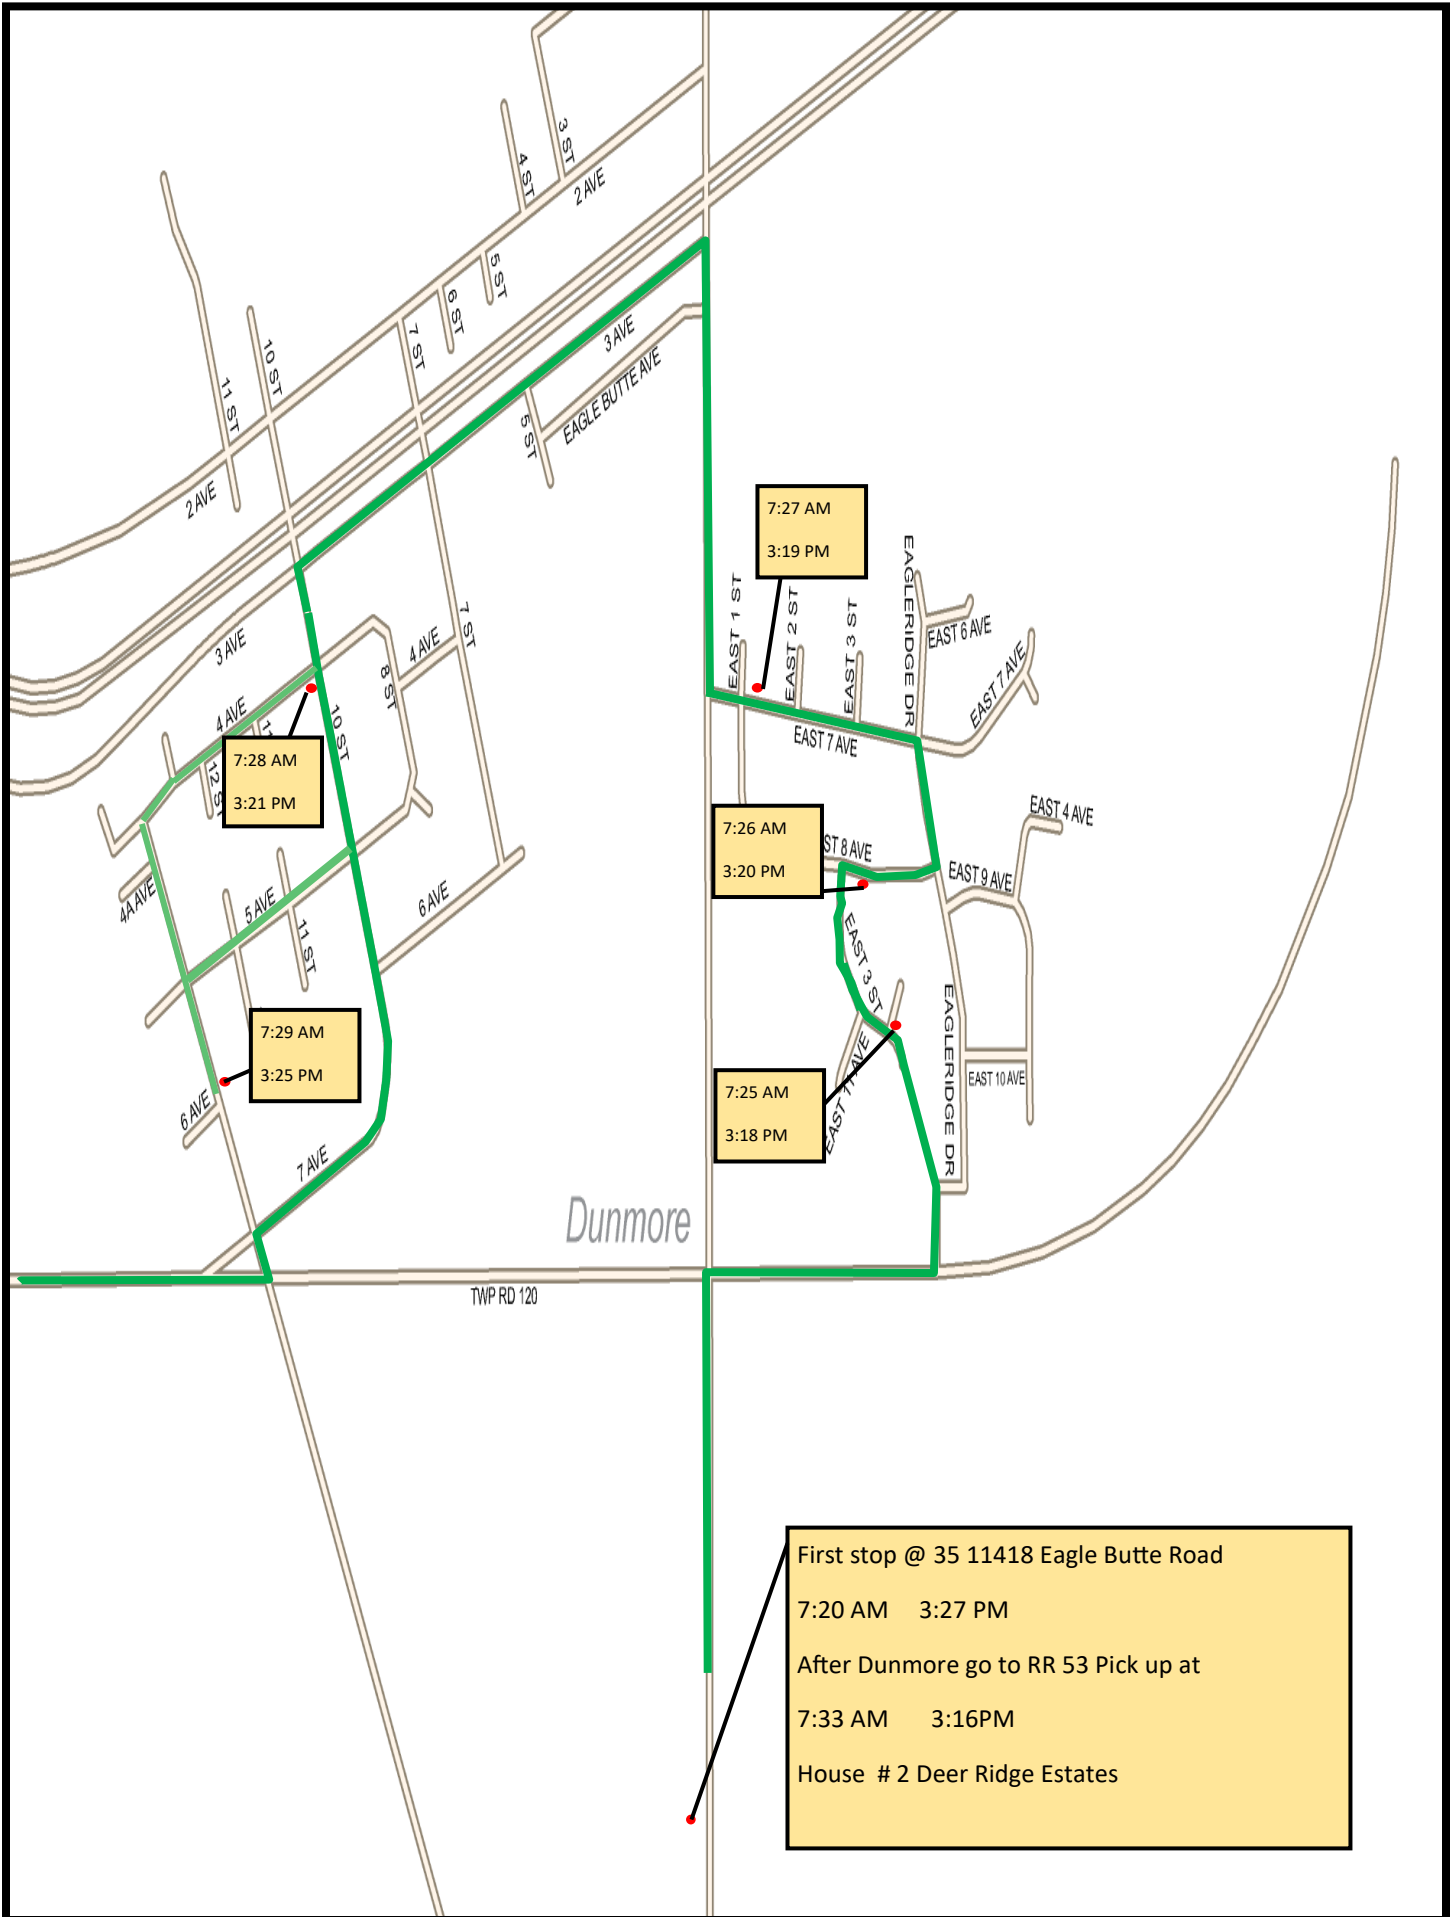 3 ST
4 ST
2 AVE
5 ST
6 ST
7 ST
10 ST
11 ST
3 AVE
EAGLE BUTTE AVE
5 ST
2 AVE
7:27 AM
3:19 PM
EAST 1 ST
EAST 2 ST
EAST 3 ST
EAGLERIDGE DR
EAST 6 AVE
EAST 7 AVE
EAST 7 AVE
3 AVE
4 AVE
7 ST
8 ST
4 AVE
10 ST
11
12 ST
7:28 AM
3:21 PM
7:26 AM
3:20 PM
ST 8 AVE
EAST 9 AVE
EAST 4 AVE
4A AVE
5 AVE
11 ST
6 AVE
EAST 3 ST
EAGLERIDGE DR
EAST 10 AVE
EAST 17 AVE
7:29 AM
3:25 PM
7:25 AM
3:18 PM
6 AVE
7 AVE
Dunmore
TWP RD 120
First stop @ 35 11418 Eagle Butte Road
7:20 AM 3:27 PM
After Dunmore go to RR 53 Pick up at
7:33 AM 3:16PM
House # 2 Deer Ridge Estates